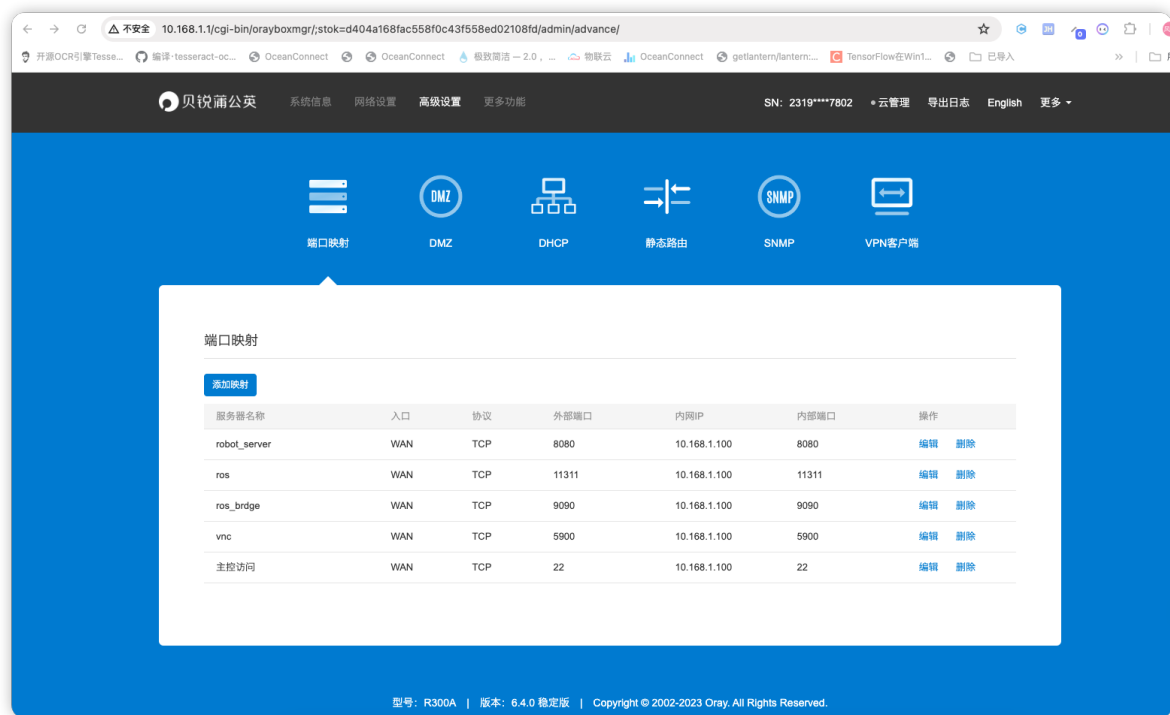 不安全 10.168.1.1/cgi-bin/orayboxmgr/;stok=d404a168fac558f0c43f558ed02108fd/admin/advance/
开源OCR引擎Tesse... 编译-tesseract-oc... OceanConnect OceanConnect 极致简洁 — 2.0 , ... 物联云 OceanConnect getlantern/lantern:... TensorFlow在Win1... 已导入 »
贝锐蒲公英 系统信息 网络设置 高级设置 更多功能 SN: 2319****7802 云管理 导出日志 English 更多
DMZ SNMP
端口映射 DMZ DHCP 静态路由 SNMP VPN客户端
端口映射
添加映射
服务器名称 入口 协议 外部端口 内网IP 内部端口 操作
robot_server WAN TCP 8080 10.168.1.100 8080 编辑 删除
ros WAN TCP 11311 10.168.1.100 11311 编辑 删除
ros_brdge WAN TCP 9090 10.168.1.100 9090 编辑 删除
vnc WAN TCP 5900 10.168.1.100 5900 编辑 删除
主控访问 WAN TCP 22 10.168.1.100 22 编辑 删除
型号: R300A | 版本: 6.4.0 稳定版 | Copyright © 2002-2023 Oray. All Rights Reserved.